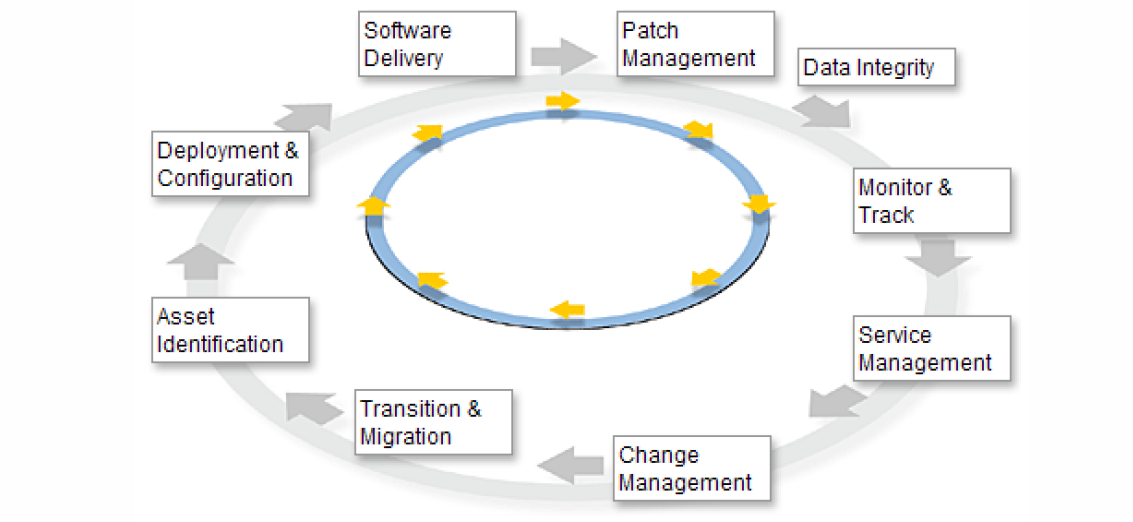 Software
Delivery
Patch
Management
Data Integrity
Deployment &
Configuration
Monitor &
Track
Asset
Identification
Service
Management
Transition &
Migration
Change
Management